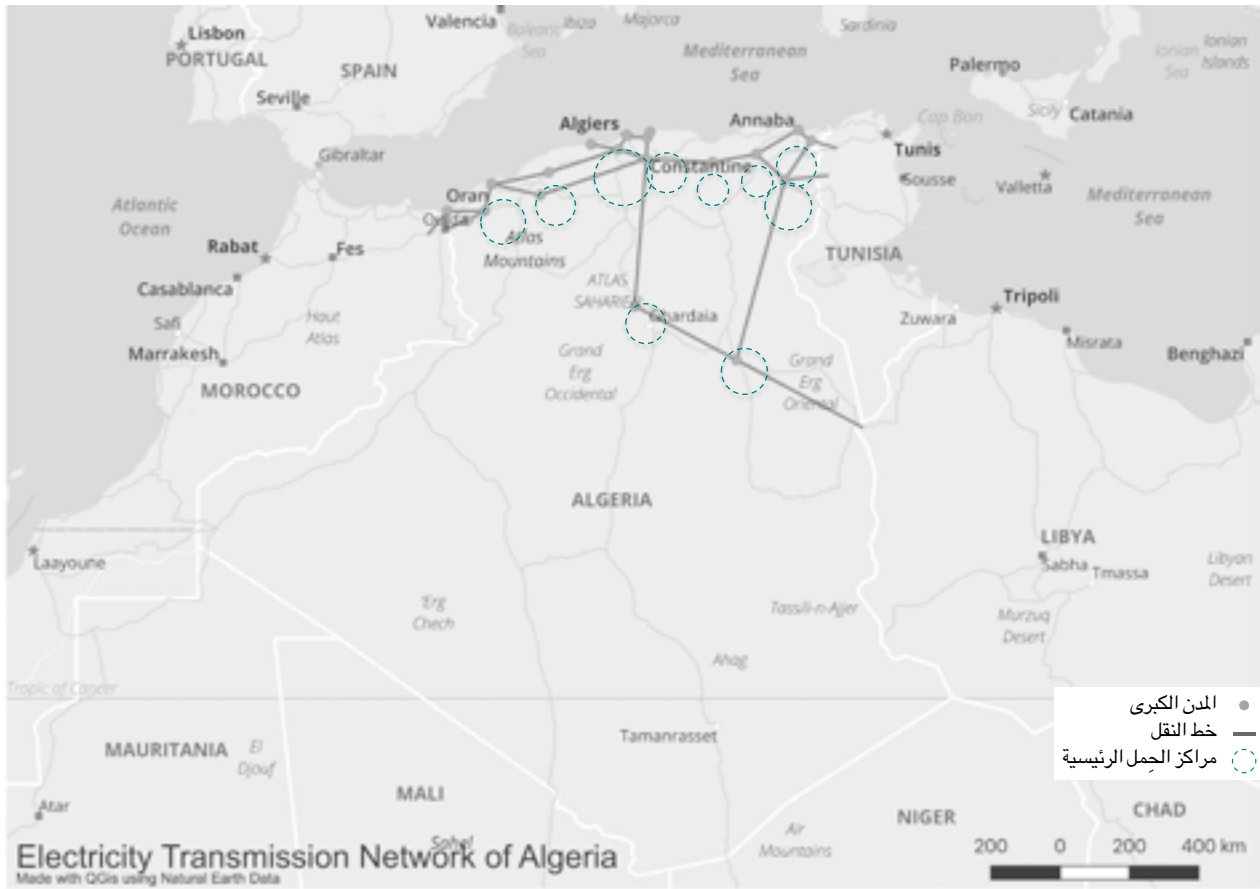 Valencia
Balearic
Sea
Ibiza
Majorca
Sardinia
Lisbon
PORTUGAL
SPAIN
Mediterranean
Sea
Palermo
Ionian
Sea
Ionian
Islands
Seville
Algiers
Annaba
Cap Bon
Sicily
Catania
Gibraltar
Constantine
Tunis
Sousse
Valletta
Mediterranean
Sea
Atlantic
Ocean
Oran
Rabat
Fes
Atlas
Mountains
TUNISIA
Casablanca
ATLAS
SAHARIEN
Ghardaia
Tripoli
Safi
Haut
Atlas
Zuwara
Misrata
Marrakesh
Grand
Erg
Occidental
Grand
Erg
Oriental
Benghazi
MOROCCO
ALGERIA
LIBYA
Laayoune
Sabha
Tmassa
Libyan
Desert
'Erg
Chech
Tassili-n-Ajjer
Murzuq
Desert
Ahag
Tropic of Cancer
المدن الكبرى
خط النقل
مراكز الحِمل الرئيسية
MAURITANIA
El
Djouf
Tamanrasset
MALI
Atar
NIGER
CHAD
Air
Mountains
Sahel
Electricity Transmission Network of Algeria
Made with QGis using Natural Earth Data
200 0 200 400 km